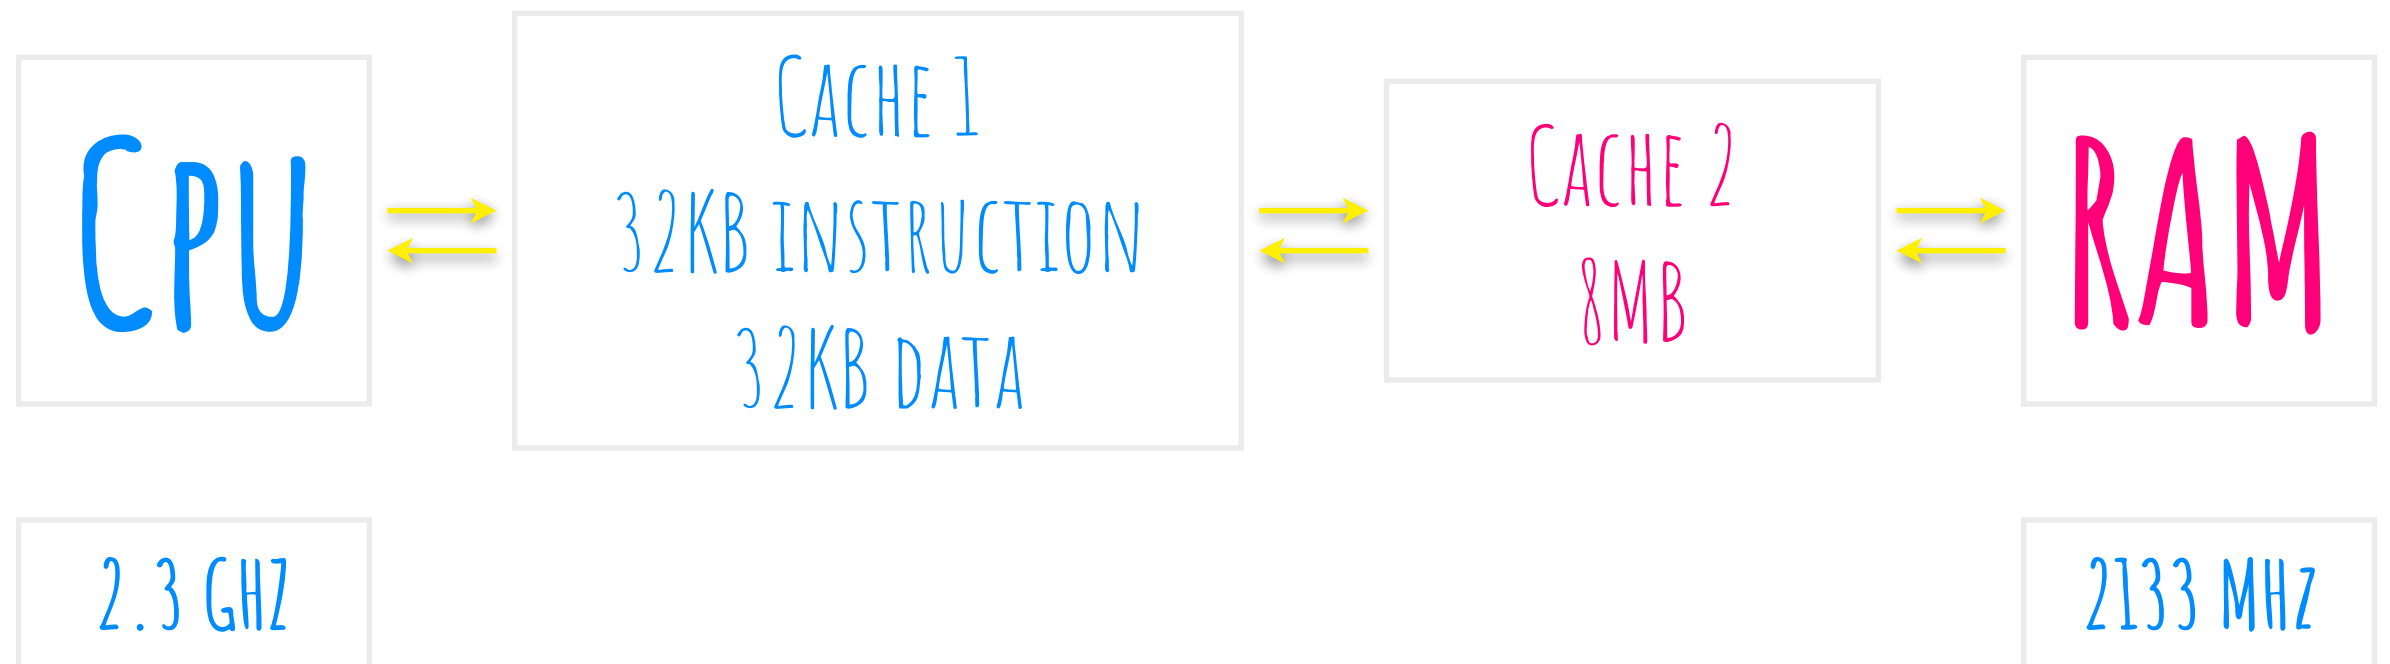 CPU
CACHE 1
32KB INSTRUCTION
32KB DATA
CACHE 2
8MB
RAM
2.3 GHZ
2133 MHz